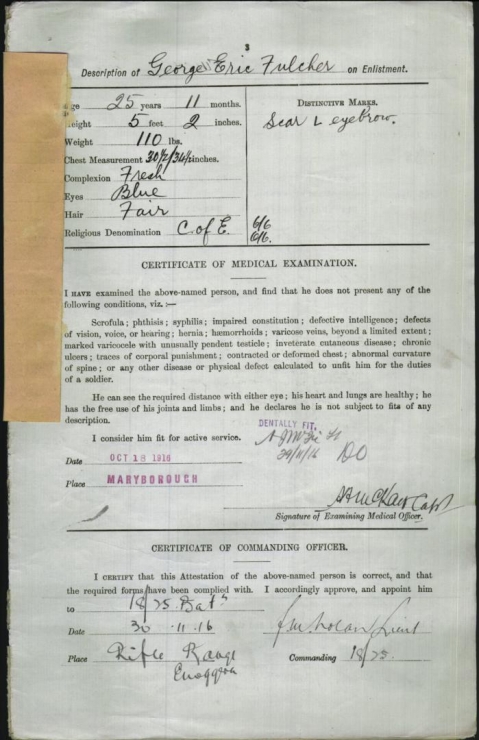 3
Description of George Eric Fulcher on Enlistment.
ge 25 years 11 months.
eight 5 feet 2 inches.
Weight 110 lbs.
Chest Measurement 30½/34½ inches.
Complexion Fresh
Eyes Blue
Hair Fair
Religious Denomination C. of E.
DISTINCTIVE MARKS.
Scar L eyebrow.
6/6
6/6.
CERTIFICATE OF MEDICAL EXAMINATION.
I HAVE examined the above-named person, and find that he does not present any of the
following conditions, viz. :—
Scrofula; phthisis; syphilis; impaired constitution; defective intelligence; defects
of vision, voice, or hearing; hernia; hæmorrhoids; varicose veins, beyond a limited extent;
marked varicocele with unusually pendent testicle; inveterate cutaneous disease; chronic
ulcers; traces of corporal punishment; contracted or deformed chest; abnormal curvature
of spine; or any other disease or physical defect calculated to unfit him for the duties
of a soldier.
He can see the required distance with either eye; his heart and lungs are healthy; he
has the free use of his joints and limbs; and he declares he is not subject to fits of any
description.
I consider him fit for active service.
DENTALLY FIT.
29/11/16 DO
Date OCT 18 1916
Place MARYBOROUGH
Capt
Signature of Examining Medical Officer.
CERTIFICATE OF COMMANDING OFFICER.
I CERTIFY that this Attestation of the above-named person is correct, and that
the required forms have been complied with. I accordingly approve, and appoint him
to 18/25 Batn
Date 30.11.16
Lieut
Place Rifle Range Commanding 18/25.
Enoggera